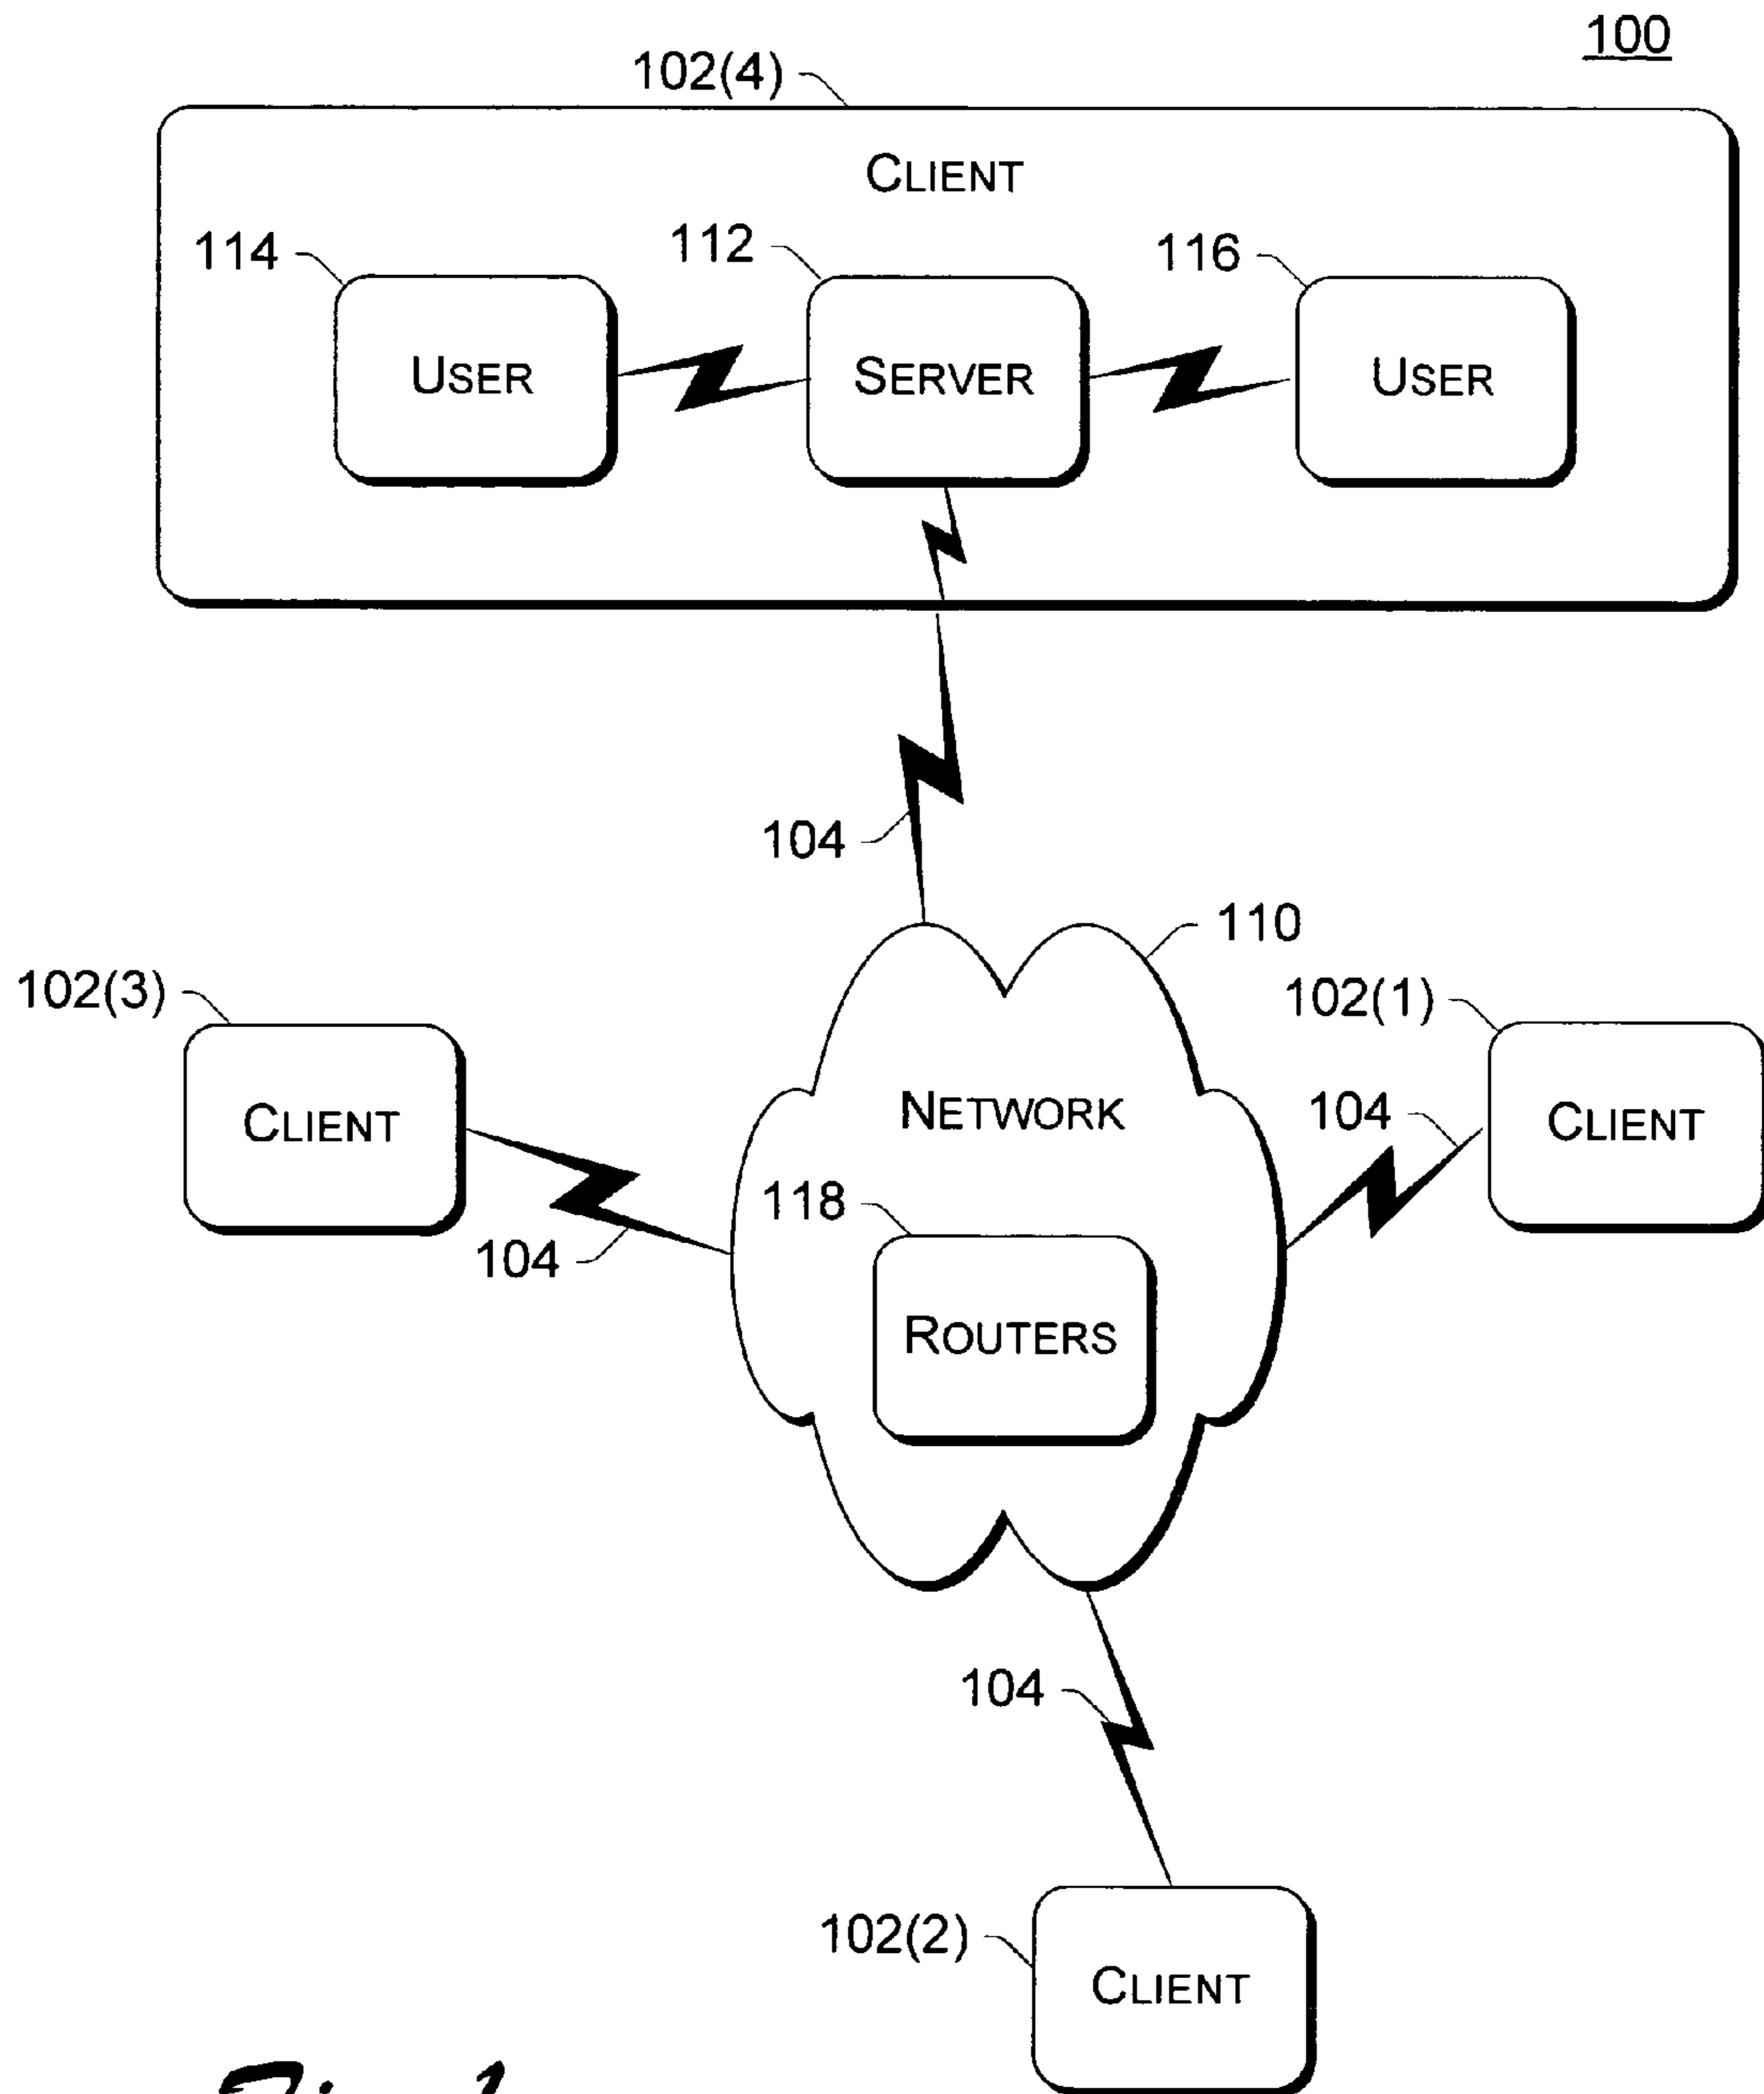 100
102(4)
CLIENT
114
112
116
USER
SERVER
USER
104
110
102(3)
102(1)
CLIENT
NETWORK
104
CLIENT
118
104
ROUTERS
104
102(2)
CLIENT